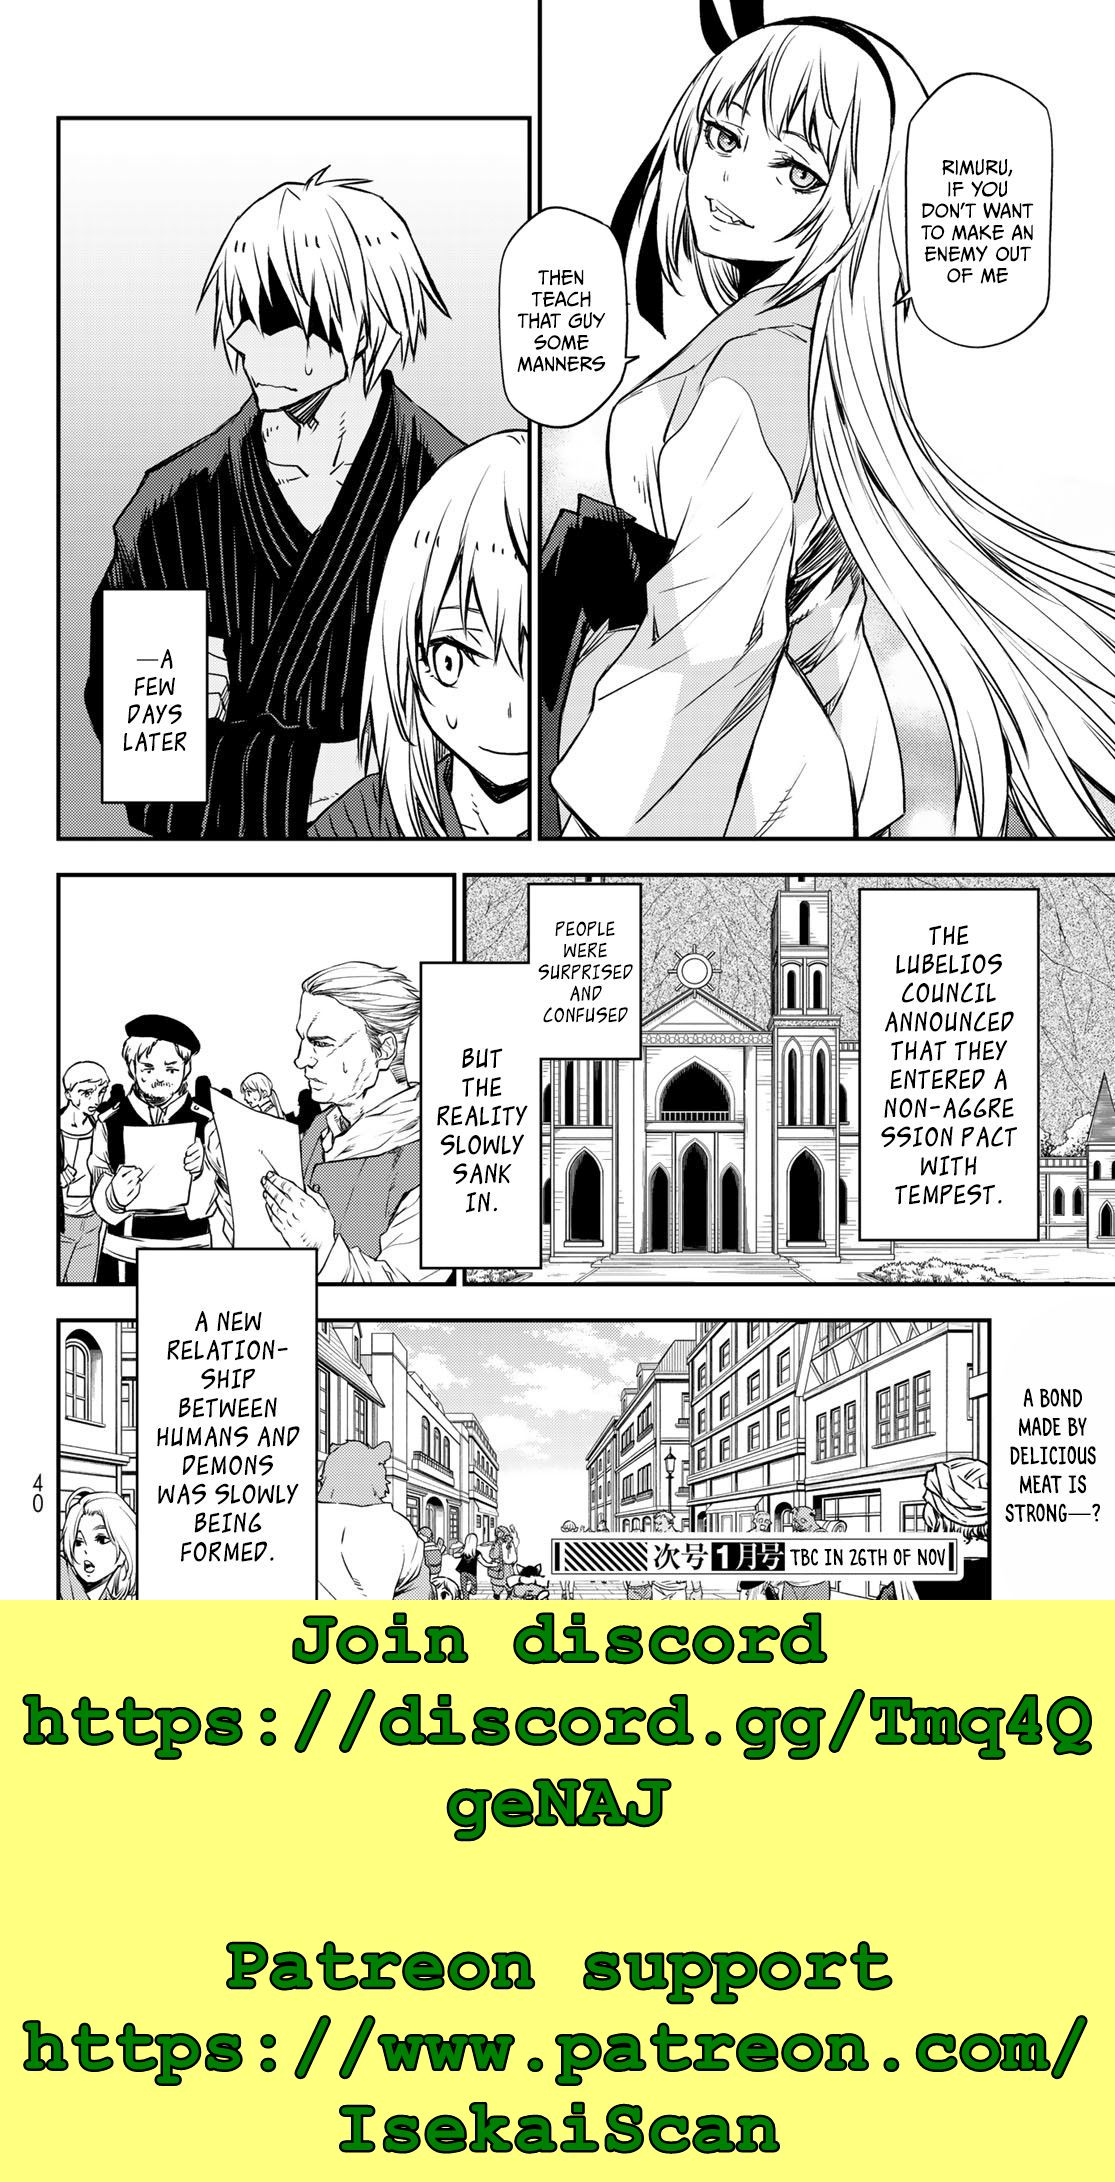 RIMURU,
IF YOU
DON'T WANT
TO MAKE AN
ENEMY OUT
OF ME
THEN
TEACH
THAT GUY
SOME
MANNERS
—A
FEW
DAYS
LATER
THE
LUBELIOS
COUNCIL
ANNOUNCED
THAT THEY
ENTERED A
NON-AGGRE
SSION PACT
WITH
TEMPEST.
PEOPLE
WERE
SURPRISED
AND
CONFUSED
BUT
THE
REALITY
SLOWLY
SANK
IN.
A NEW
RELATION-
SHIP
BETWEEN
HUMANS AND
DEMONS
WAS SLOWLY
BEING
FORMED.
A BOND
MADE BY
DELICIOUS
MEAT IS
STRONG—?
40
次号1月号 TBC IN 26TH OF NOV
Join discord
https://discord.gg/Tmq4Q
geNAJ
Patreon support
https://www.patreon.com/
IsekaiScan